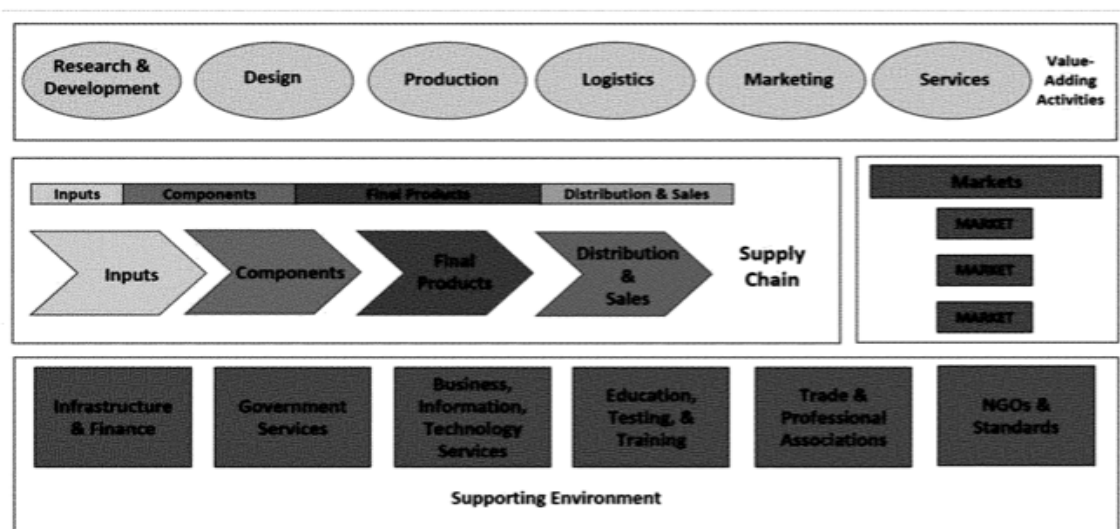 Research &
Development
Design
Production
Logistics
Marketing
Services
Value-
Adding
Activities
Inputs
Components
Final Products
Distribution & Sales
Inputs
Components
Final
Products
Distribution
&
Sales
Supply
Chain
Markets
MARKET
MARKET
MARKET
Infrastructure
& Finance
Government
Services
Business,
Information,
Technology
Services
Education,
Testing, &
Training
Trade &
Professional
Associations
NGOs &
Standards
Supporting Environment